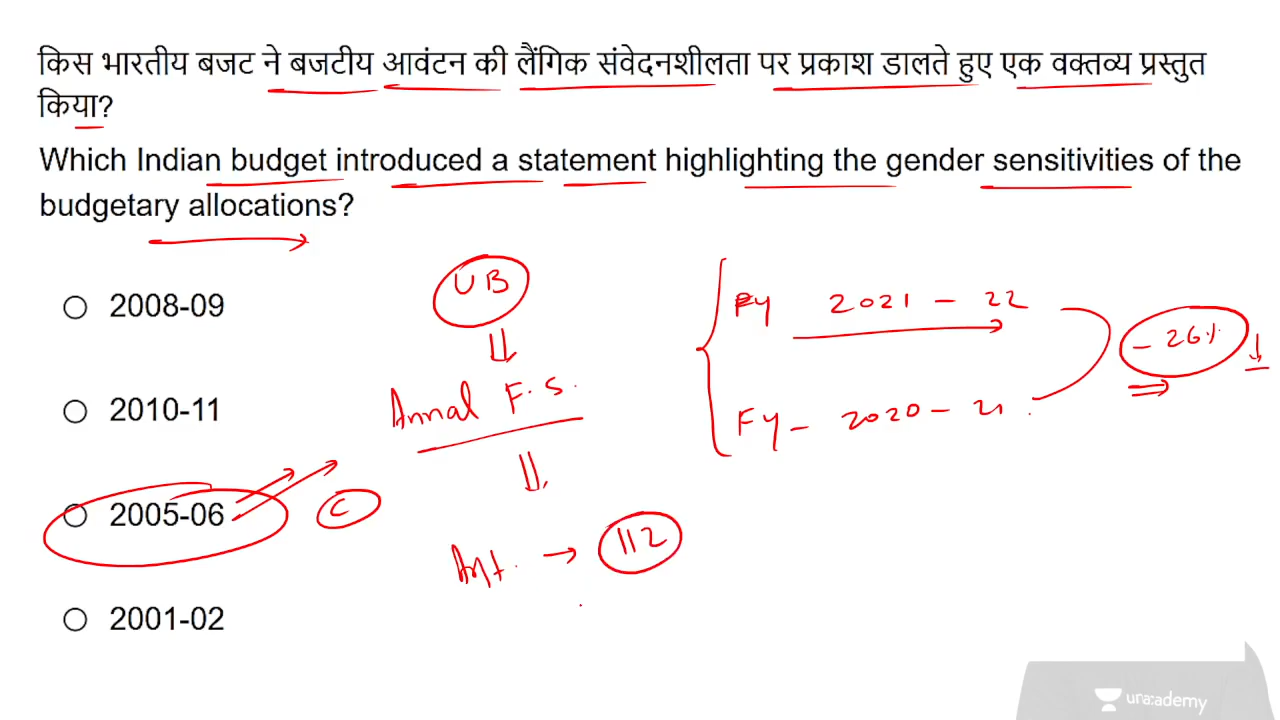 किस भारतीय बजट ने बजटीय आवंटन की लैंगिक संवेदनशीलता पर प्रकाश डालते हुए एक वक्तव्य प्रस्तुत
किया?
Which Indian budget introduced a statement highlighting the gender sensitivities of the
budgetary allocations?
UB
2008-09
FY 2021 - 22
- 26%
Annal F.S.
2010-11
FY - 2020 - 21
2005-06
C
112
2001-02
unacademy